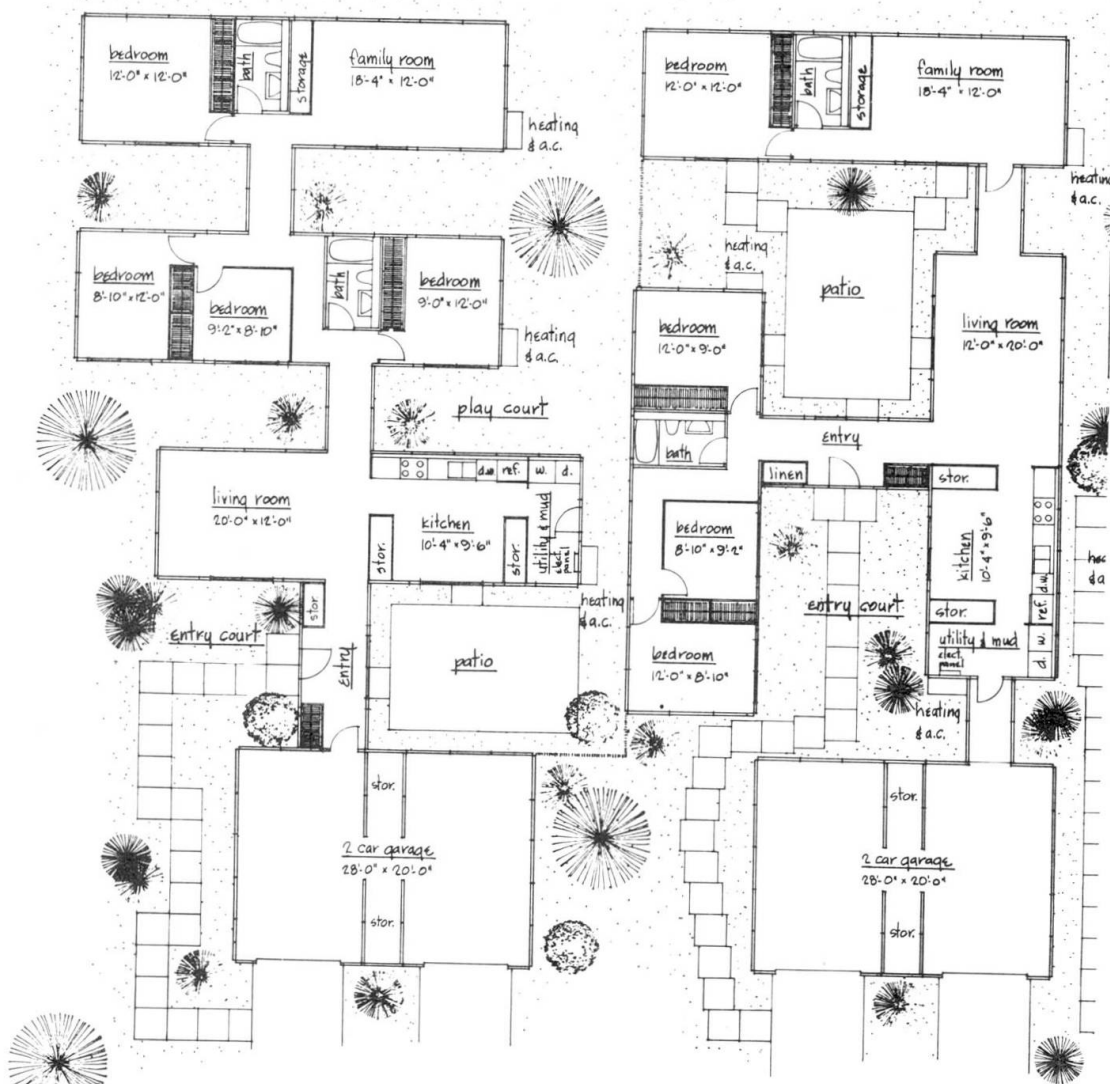 bedroom
12'-0" x 12'-0"
bath
storage
family room
18'-4" x 12'-0"
heating
& a.c.
bedroom
8'-10" x 12'-0"
bedroom
9'-2" x 8'-10"
bath
bedroom
9'-0" x 12'-0"
heating
& a.c.
play court
living room
20'-0" x 12'-0"
d.w.
ref.
w.
d.
kitchen
10'-4" x 9'-6"
stor.
stor.
utility & mud
elect.
panel
heating
& a.c.
stor
entry court
entry
patio
stor.
2 car garage
28'-0" x 20'-0"
stor.
bedroom
12'-0" x 12'-0"
bath
storage
family room
18'-4" x 12'-0"
heating
& a.c.
heating
& a.c.
patio
bedroom
12'-0" x 9'-0"
living room
12'-0" x 20'-0"
entry
bath
linen
stor.
bedroom
8'-10" x 9'-2"
kitchen
10'-4" x 9'-6"
d.w.
ref.
stor.
entry court
utility & mud
elect.
panel
w.
d.
bedroom
12'-0" x 8'-10"
heating
& a.c.
stor.
2 car garage
28'-0" x 20'-0"
stor.